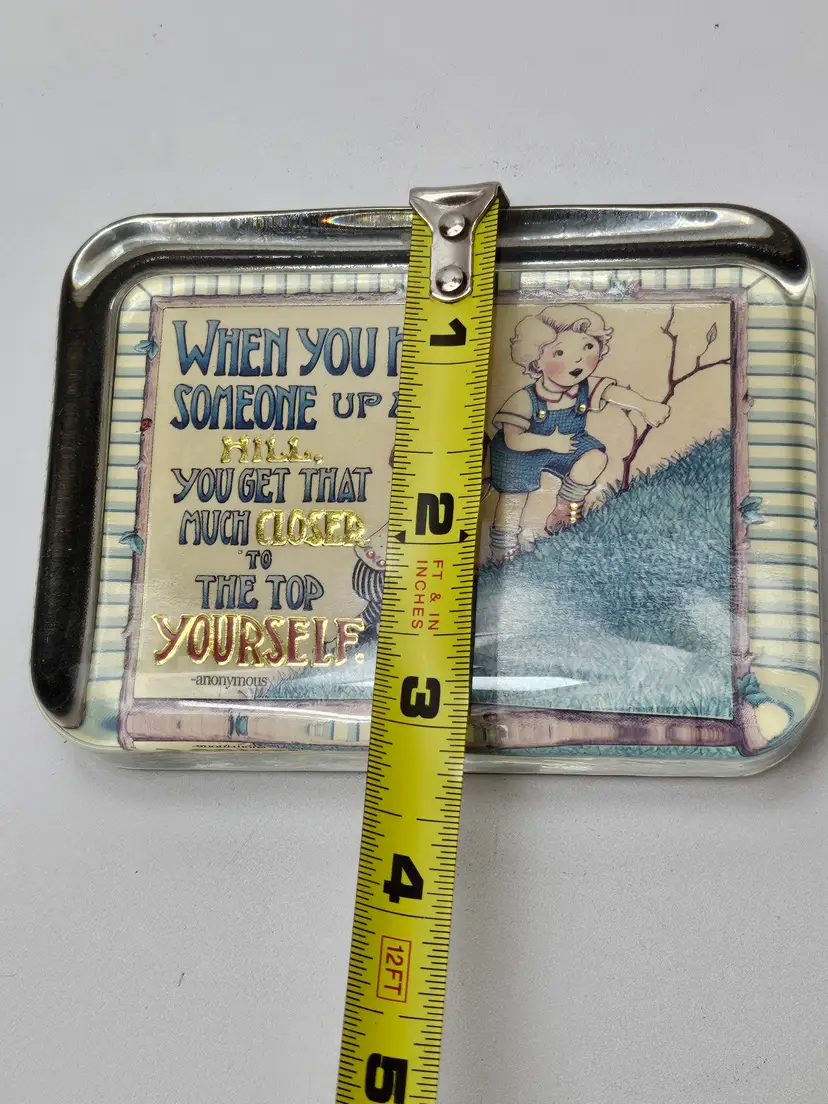 WHEN YOU
SOMEONE UP
HILL,
YOU GET THAT
MUCH CLOSER
TO
THE TOP
YOURSELF.
-anonymous
1
2
FT & IN
INCHES
3
4
12FT
5